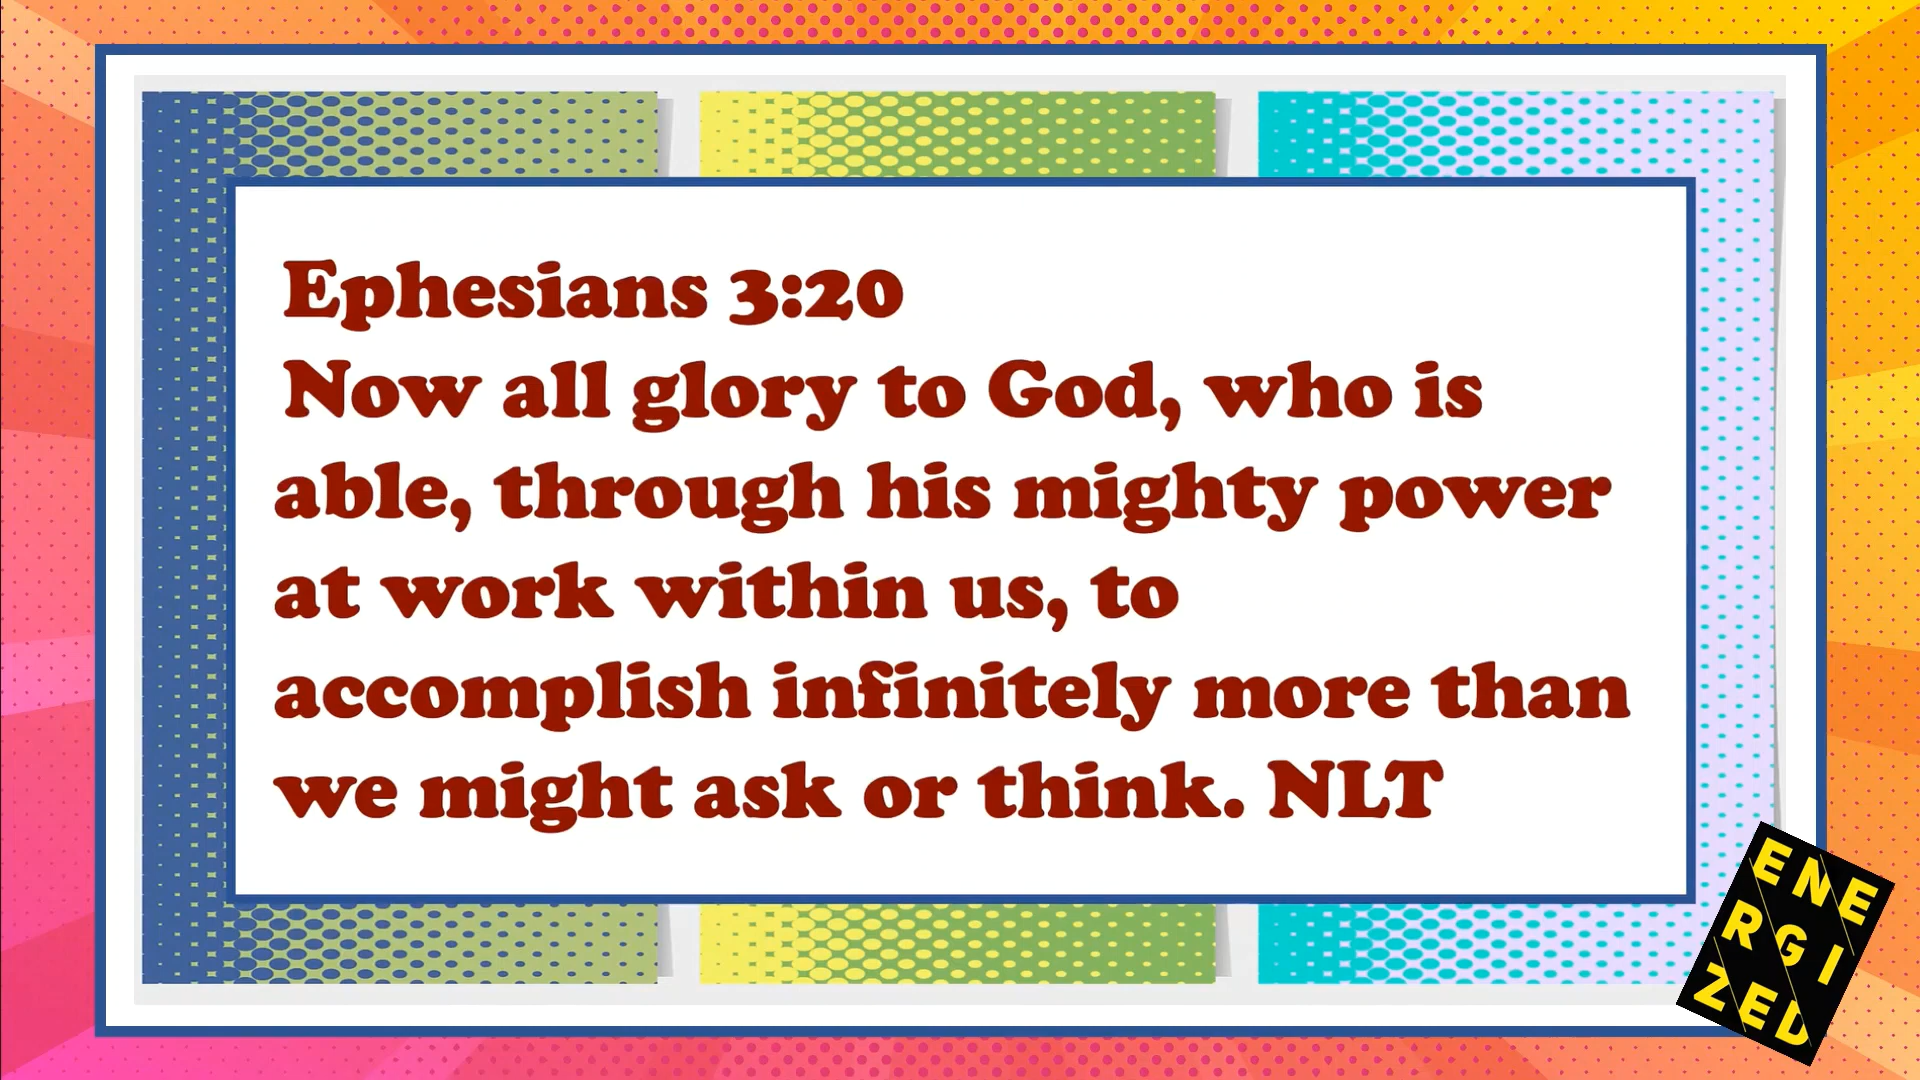 Ephesians 3:20
Now all glory to God, who is
able, through his mighty power
at work within us, to
accomplish infinitely more than
we might ask or think. NLT
ENE
RGI
ZED